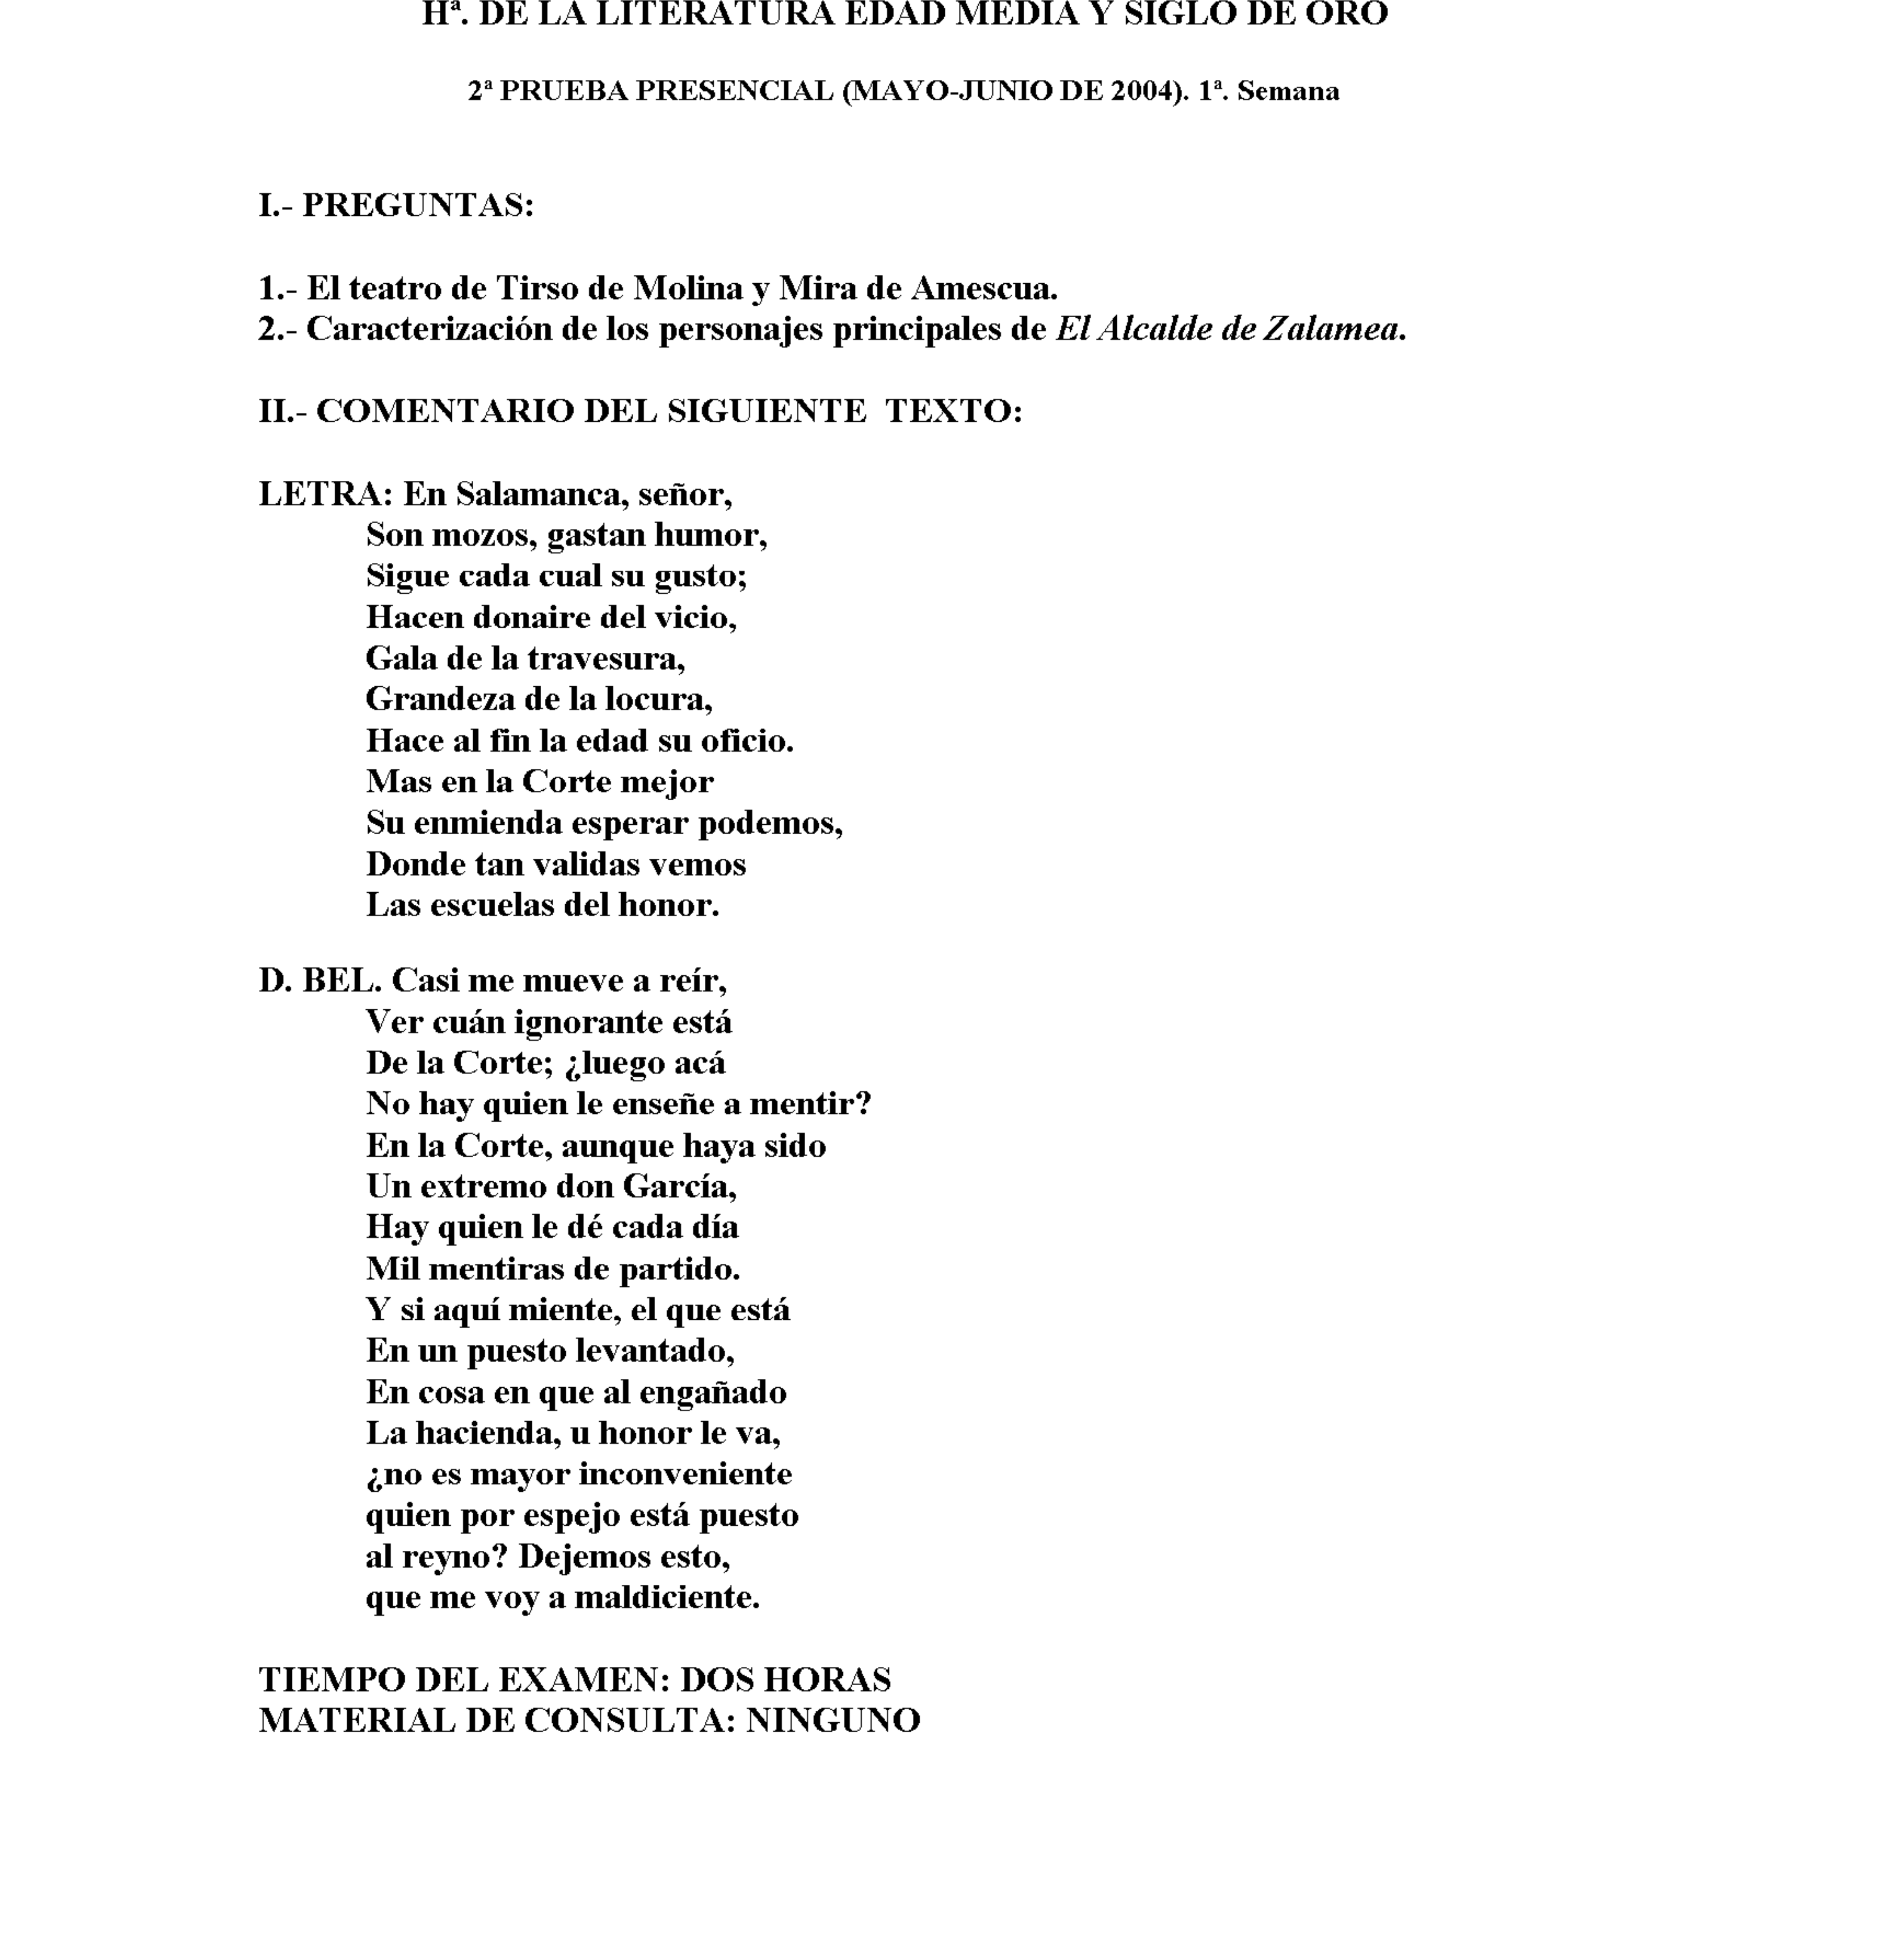 Hª. DE LA LITERATURA EDAD MEDIA Y SIGLO DE ORO
2ª PRUEBA PRESENCIAL (MAYO-JUNIO DE 2004). 1ª. Semana
I.- PREGUNTAS:
1.- El teatro de Tirso de Molina y Mira de Amescua.
2.- Caracterización de los personajes principales de El Alcalde de Zalamea.
II.- COMENTARIO DEL SIGUIENTE TEXTO:
LETRA: En Salamanca, señor,
Son mozos, gastan humor,
Sigue cada cual su gusto;
Hacen donaire del vicio,
Gala de la travesura,
Grandeza de la locura,
Hace al fin la edad su oficio.
Mas en la Corte mejor
Su enmienda esperar podemos,
Donde tan validas vemos
Las escuelas del honor.
D. BEL. Casi me mueve a reír,
Ver cuán ignorante está
De la Corte; ¿luego acá
No hay quien le enseñe a mentir?
En la Corte, aunque haya sido
Un extremo don García,
Hay quien le dé cada día
Mil mentiras de partido.
Y si aquí miente, el que está
En un puesto levantado,
En cosa en que al engañado
La hacienda, u honor le va,
¿no es mayor inconveniente
quien por espejo está puesto
al reyno? Dejemos esto,
que me voy a maldiciente.
TIEMPO DEL EXAMEN: DOS HORAS
MATERIAL DE CONSULTA: NINGUNO